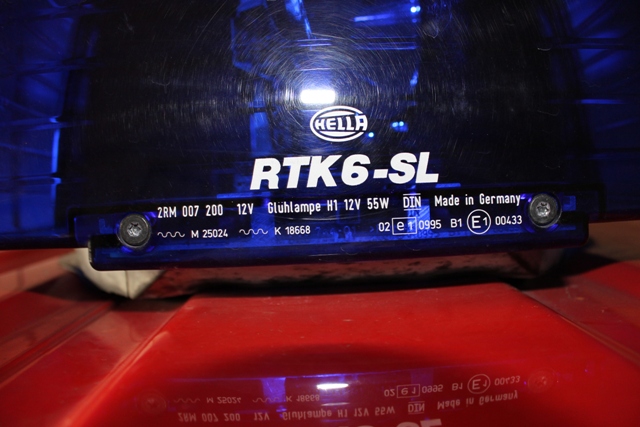 HELLA
RTK6-SL
2RM 007 200 12V Glühlampe H1 12V 55W DIN Made in Germany
M 25024 K 18668 02 e1 0995 B1 E1 00433